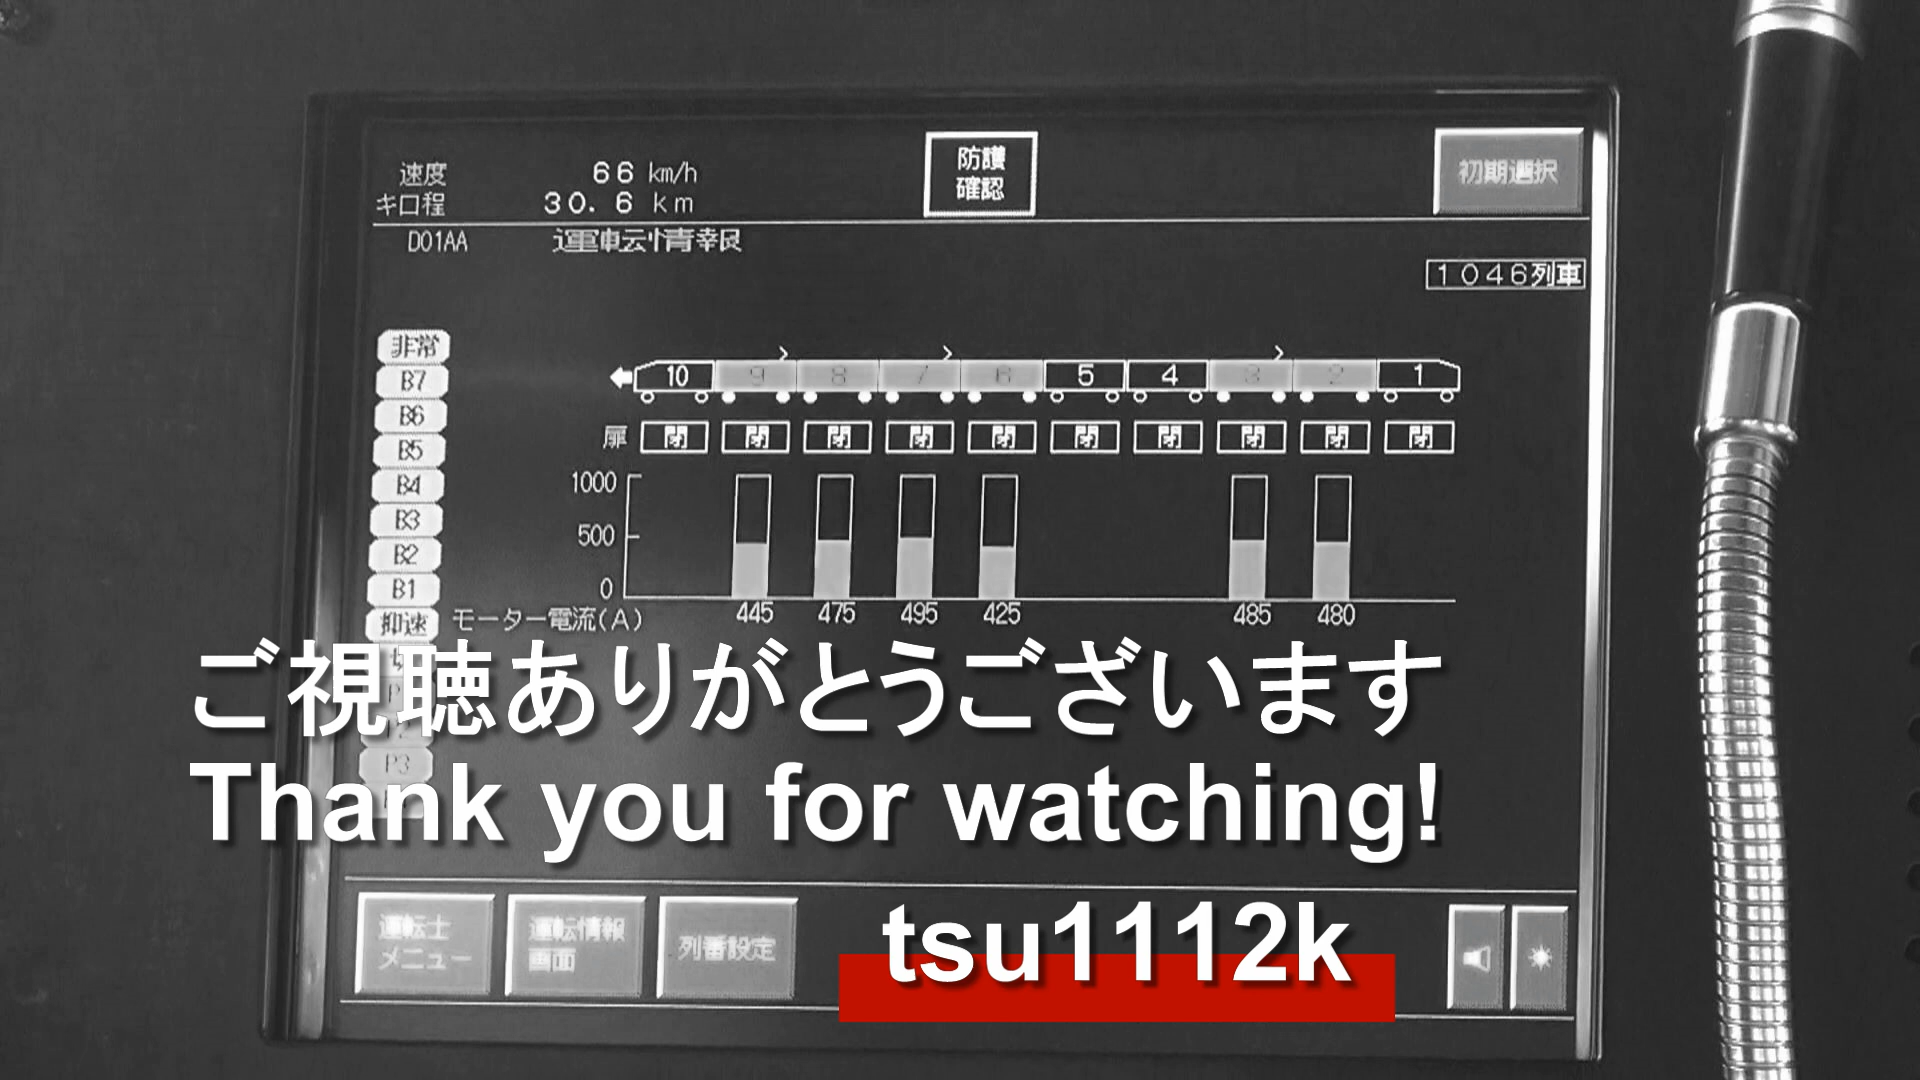 速度 66 km/h
キロ程 30.6 km
防護
確認
初期選択
D01AA 運転情報
1046列車
非常
B7
B6
B5
B4
B3
B2
B1
抑速
P3
10 9 8 7 6 5 4 3 2 1
扉 閉 閉 閉 閉 閉 閉 閉 閉 閉 閉
1000
500
0
モーター電流(A) 445 475 495 425 485 480
ご視聴ありがとうございます
Thank you for watching!
運転士
メニュー
運転情報
画面
列番設定
tsu1112k